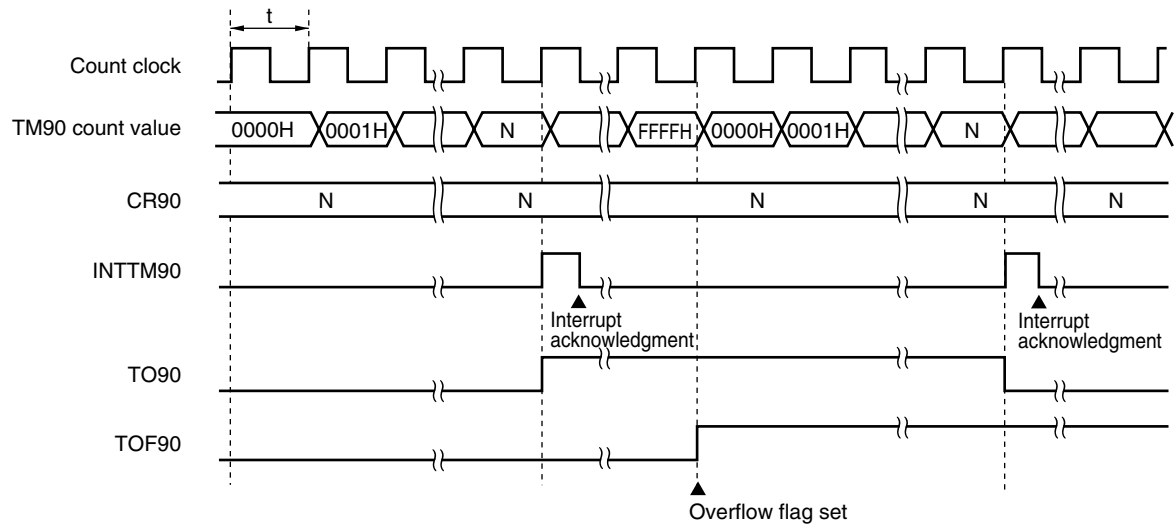 t
Count clock
TM90 count value 0000H 0001H N FFFFH 0000H 0001H N
CR90 N N N N N
INTTM90
Interrupt acknowledgment
Interrupt acknowledgment
TO90
TOF90
Overflow flag set